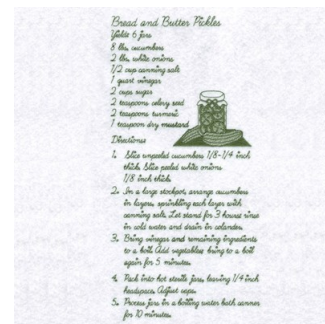 Bread and Butter Pickles
Yields 6 jars
8 lbs. cucumbers
2 lbs. white onions
1/2 cup canning salt
1 quart vinegar
2 cups sugar
2 teaspoons celery seed
2 teaspoons turmeric
1 teaspoon dry mustard
Directions
1. Slice unpeeled cucumbers 1/8-1/4 inch
thick. Slice peeled white onions
1/8 inch thick.
2. In a large stockpot, arrange cucumbers
in layers, sprinkling each layer with
canning salt. Let stand for 3 hours rinse
in cold water and drain in colander.
3. Bring vinegar and remaining ingredients
to a boil. Add vegetables bring to a boil
again for 5 minutes.
4. Pack into hot sterile jars, leaving 1/4 inch
headspace. Adjust caps.
5. Process jars in a boiling water bath canner
for 10 minutes.